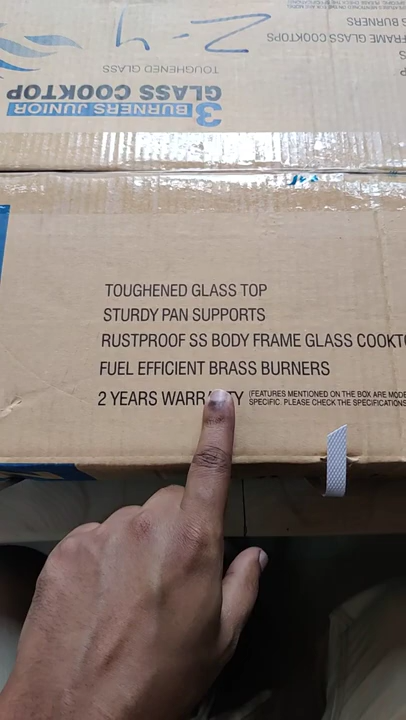 S BURNERS
FRAME GLASS COOKTOPS
TOUGHENED GLASS
GLASS COOKTOP
3 BURNERS JUNIOR
Z-4
TOUGHENED GLASS TOP
STURDY PAN SUPPORTS
RUSTPROOF SS BODY FRAME GLASS COOKT
FUEL EFFICIENT BRASS BURNERS
2 YEARS WARRANTY (FEATURES MENTIONED ON THE BOX ARE MODE
SPECIFIC. PLEASE CHECK THE SPECIFICATIONS